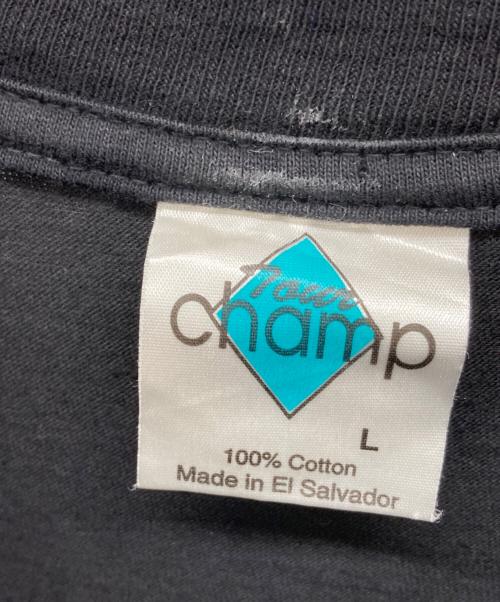 Tour
champ
L
100% Cotton
Made in El Salvador